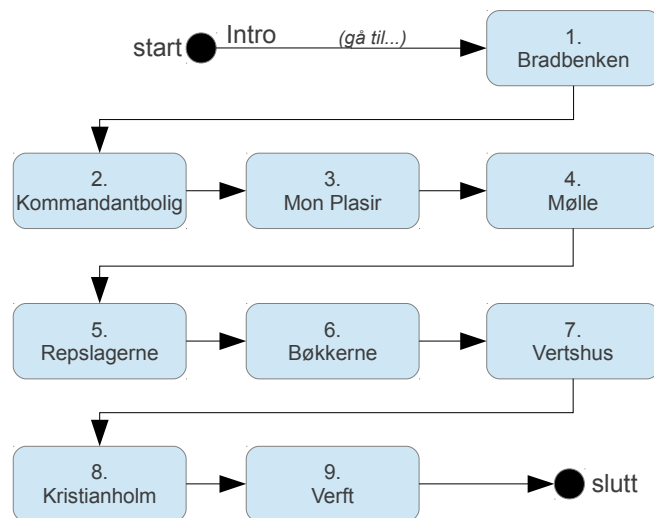 start
Intro
(gå til...)
1.
Bradbenken
2.
Kommandantbolig
3.
Mon Plasir
4.
Mølle
5.
Repslagerne
6.
Bøkkerne
7.
Vertshus
8.
Kristianholm
9.
Verft
slutt